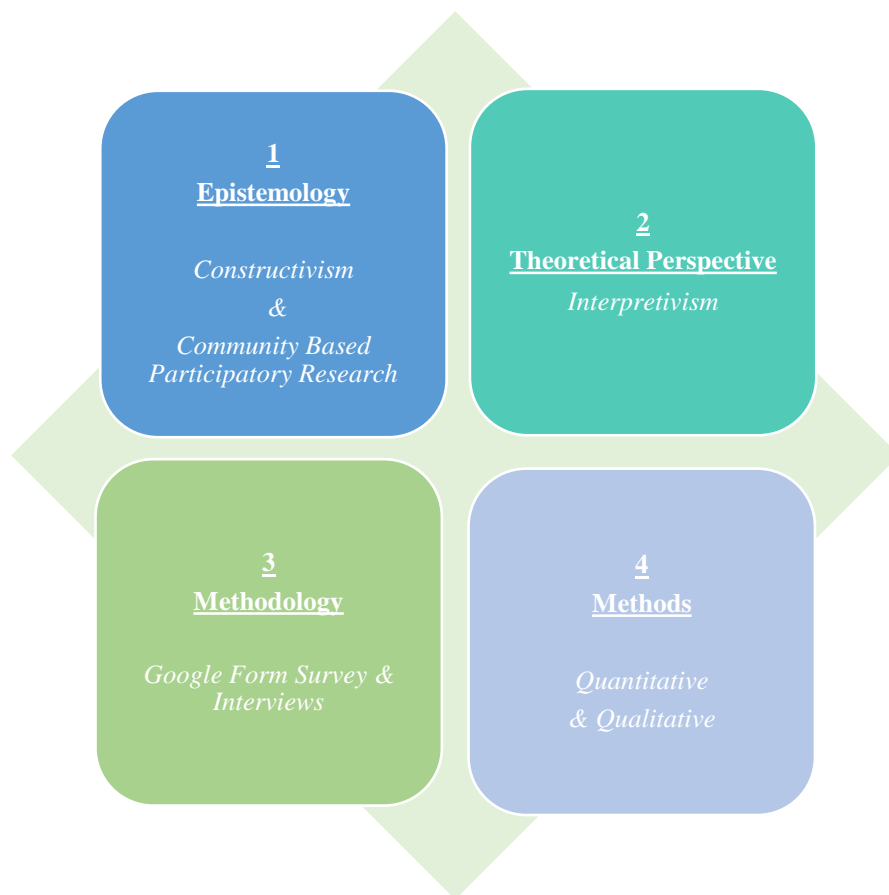 1
Epistemology
Constructivism
&
Community Based
Participatory Research
2
Theoretical Perspective
Interpretivism
3
Methodology
Google Form Survey &
Interviews
4
Methods
Quantitative
& Qualitative